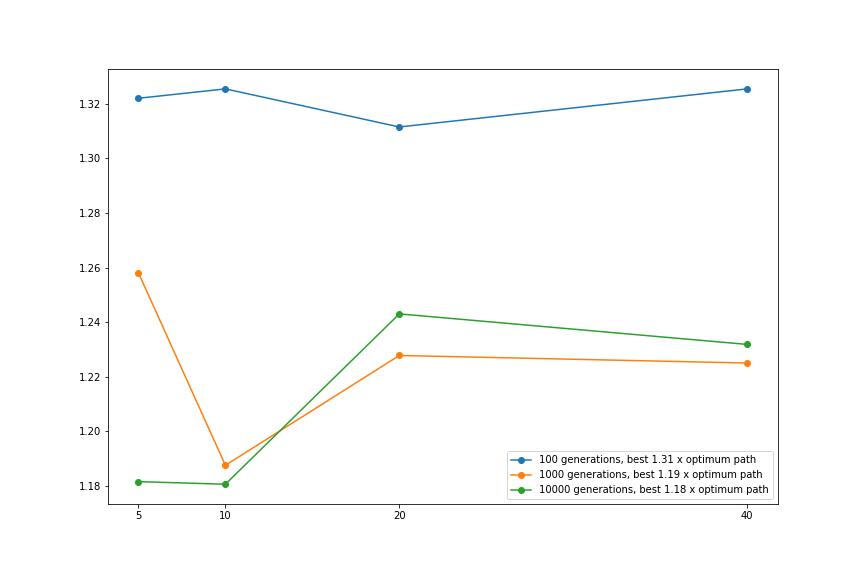 1.32
1.30
1.28
1.26
1.24
1.22
1.20
1.18
5 10 20 40
100 generations, best 1.31 x optimum path
1000 generations, best 1.19 x optimum path
10000 generations, best 1.18 x optimum path